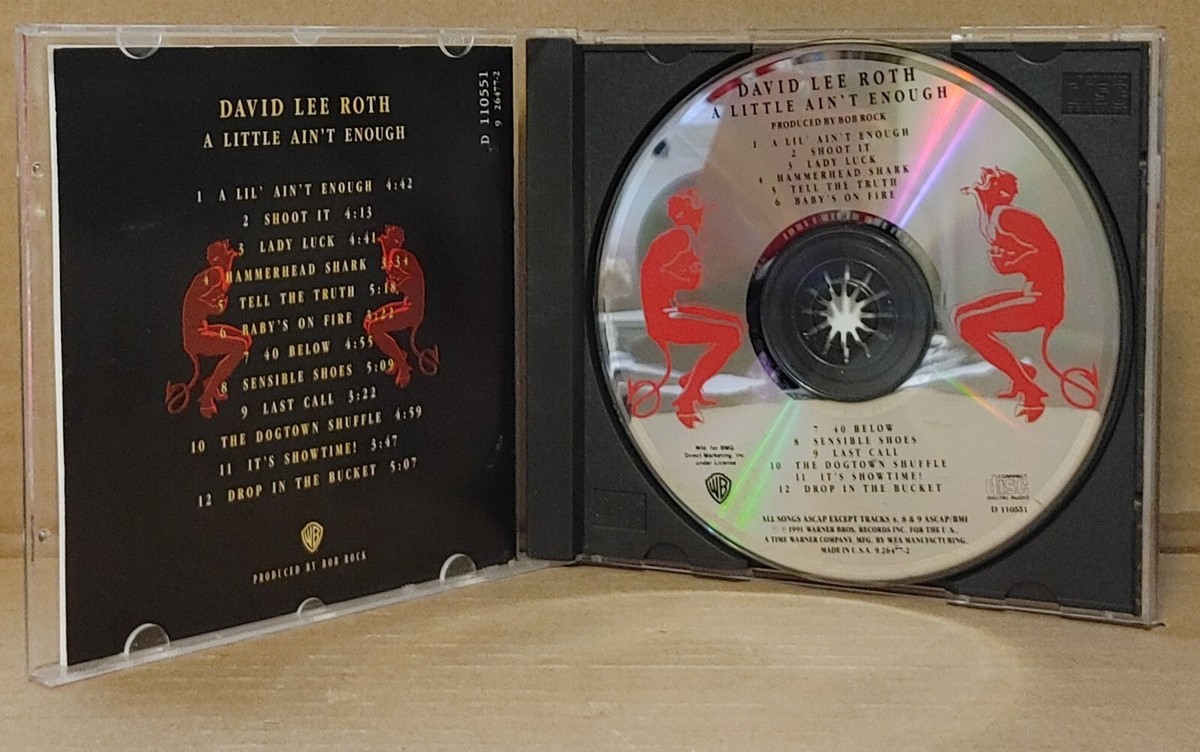 D 110551
9 26477-2
DAVID LEE ROTH
A LITTLE AIN'T ENOUGH
1 A LIL' AIN'T ENOUGH 4:42
2 SHOOT IT 4:13
3 LADY LUCK 4:41
4 HAMMERHEAD SHARK 3:34
5 TELL THE TRUTH 5:18
6 BABY'S ON FIRE 3:22
7 40 BELOW 4:55
8 SENSIBLE SHOES 5:09
9 LAST CALL 3:22
10 THE DOGTOWN SHUFFLE 4:59
11 IT'S SHOWTIME! 3:47
12 DROP IN THE BUCKET 5:07
WB
PRODUCED BY BOB ROCK
DAVID LEE ROTH
A LITTLE AIN'T ENOUGH
PRODUCED BY BOB ROCK
1 A LIL' AIN'T ENOUGH
2 SHOOT IT
3 LADY LUCK
4 HAMMERHEAD SHARK
5 TELL THE TRUTH
6 BABY'S ON FIRE
7 40 BELOW
8 SENSIBLE SHOES
9 LAST CALL
10 THE DOGTOWN SHUFFLE
11 IT'S SHOWTIME!
12 DROP IN THE BUCKET
Mfd. for BMG
Direct Marketing, Inc.
under License
WB
COMPACT
disc
DIGITAL AUDIO
D 110551
ALL SONGS ASCAP EXCEPT TRACKS 8 & 9 ASCAP/BMI
1991 WARNER BROS. RECORDS INC. FOR THE U.S.
A TIME WARNER COMPANY. MFG. BY WEA MANUFACTURING.
MADE IN U.S.A. 9 26477-2